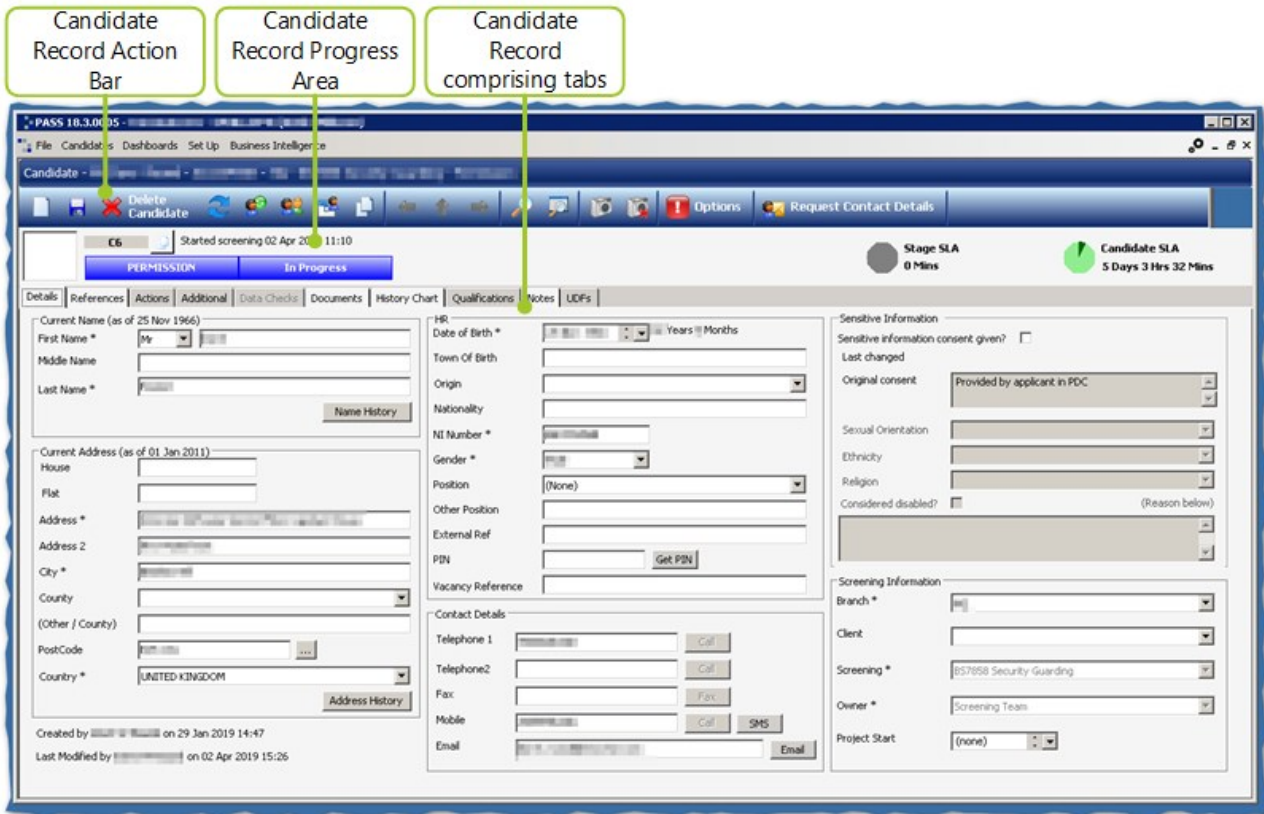 Candidate
Record Action
Bar
Candidate
Record Progress
Area
Candidate
Record
comprising tabs
PASS 18.3.0005 -
File Candidates Dashboards Set Up Business Intelligence
Candidate -
Delete
Candidate
Options
Request Contact Details
C6
Started screening 02 Apr 11:10
PERMISSION
In Progress
Stage SLA
0 Mins
Candidate SLA
5 Days 3 Hrs 32 Mins
Details References Actions Additional Data Checks Documents History Chart Qualifications Notes UDFs
Current Name (as of 25 Nov 1966)
First Name *
Mr
Middle Name
Last Name *
Name History
Current Address (as of 01 Jan 2011)
House
Flat
Address *
Address 2
City *
County
(Other / County)
PostCode
...
Country *
UNITED KINGDOM
Address History
Created by on 29 Jan 2019 14:47
Last Modified by on 02 Apr 2019 15:26
HR
Date of Birth *
Years Months
Town Of Birth
Origin
Nationality
NI Number *
Gender *
Position
(None)
Other Position
External Ref
PIN
Get PIN
Vacancy Reference
Contact Details
Telephone 1
Call
Telephone2
Call
Fax
Fax
Mobile
Call
SMS
Email
Email
Sensitive Information
Sensitive information consent given?
Last changed
Original consent
Provided by applicant in PDC
Sexual Orientation
Ethnicity
Religion
Considered disabled?
(Reason below)
Screening Information
Branch *
Client
Screening *
BS7858 Security Guarding
Owner *
Screening Team
Project Start
(none)